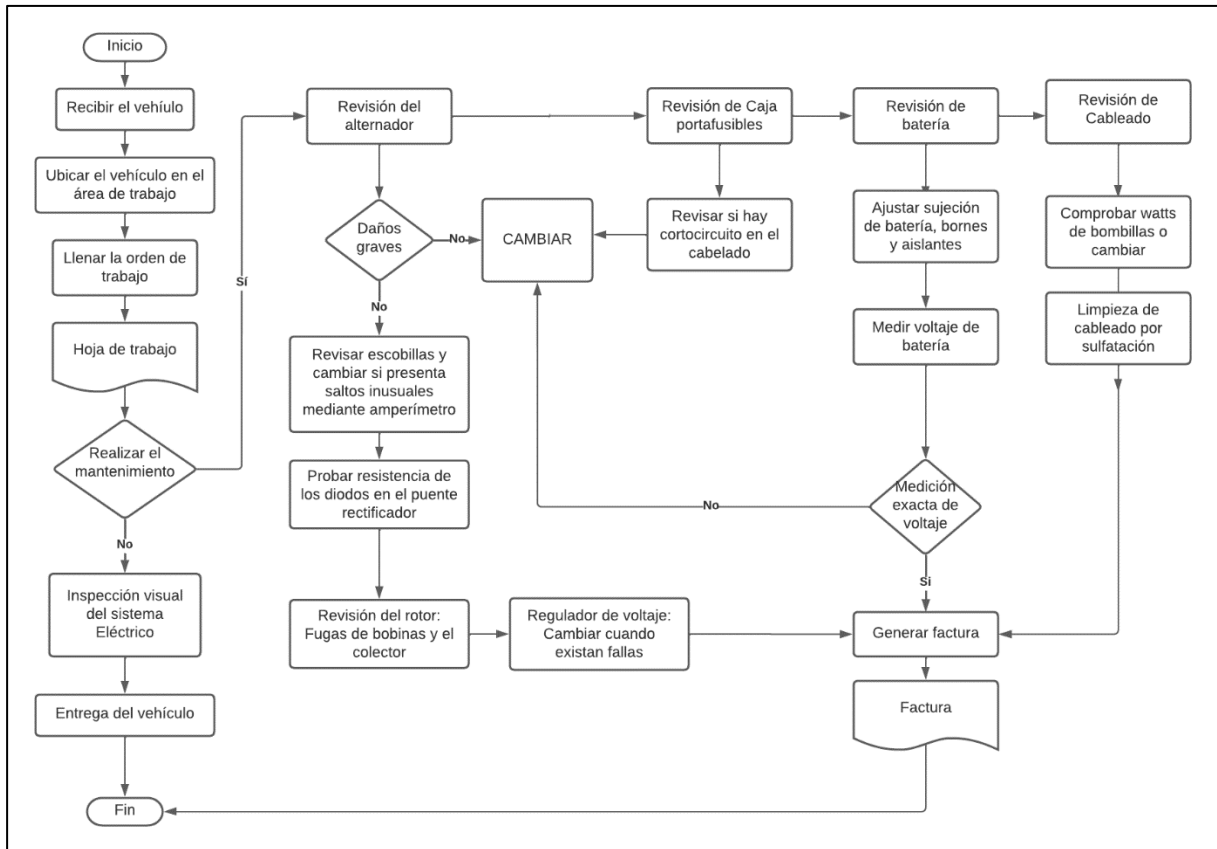 Inicio
Recibir el vehíulo
Ubicar el vehículo en el
área de trabajo
Llenar la orden de
trabajo
Hoja de trabajo
Realizar el
mantenimiento
Sí
No
Inspección visual
del sistema
Eléctrico
Entrega del vehículo
Fin
Revisión del
alternador
Daños
graves
No
No
Revisar escobillas y
cambiar si presenta
saltos inusuales
mediante amperímetro
Probar resistencia de
los diodos en el puente
rectificador
Revisión del rotor:
Fugas de bobinas y el
colector
Regulador de voltaje:
Cambiar cuando
existan fallas
CAMBIAR
Revisión de Caja
portafusibles
Revisar si hay
cortocircuito en el
cabelado
Revisión de
batería
Ajustar sujeción
de batería, bornes
y aislantes
Medir voltaje de
batería
Medición
exacta de
voltaje
No
Si
Generar factura
Factura
Revisión de
Cableado
Comprobar watts
de bombillas o
cambiar
Limpieza de
cableado por
sulfatación